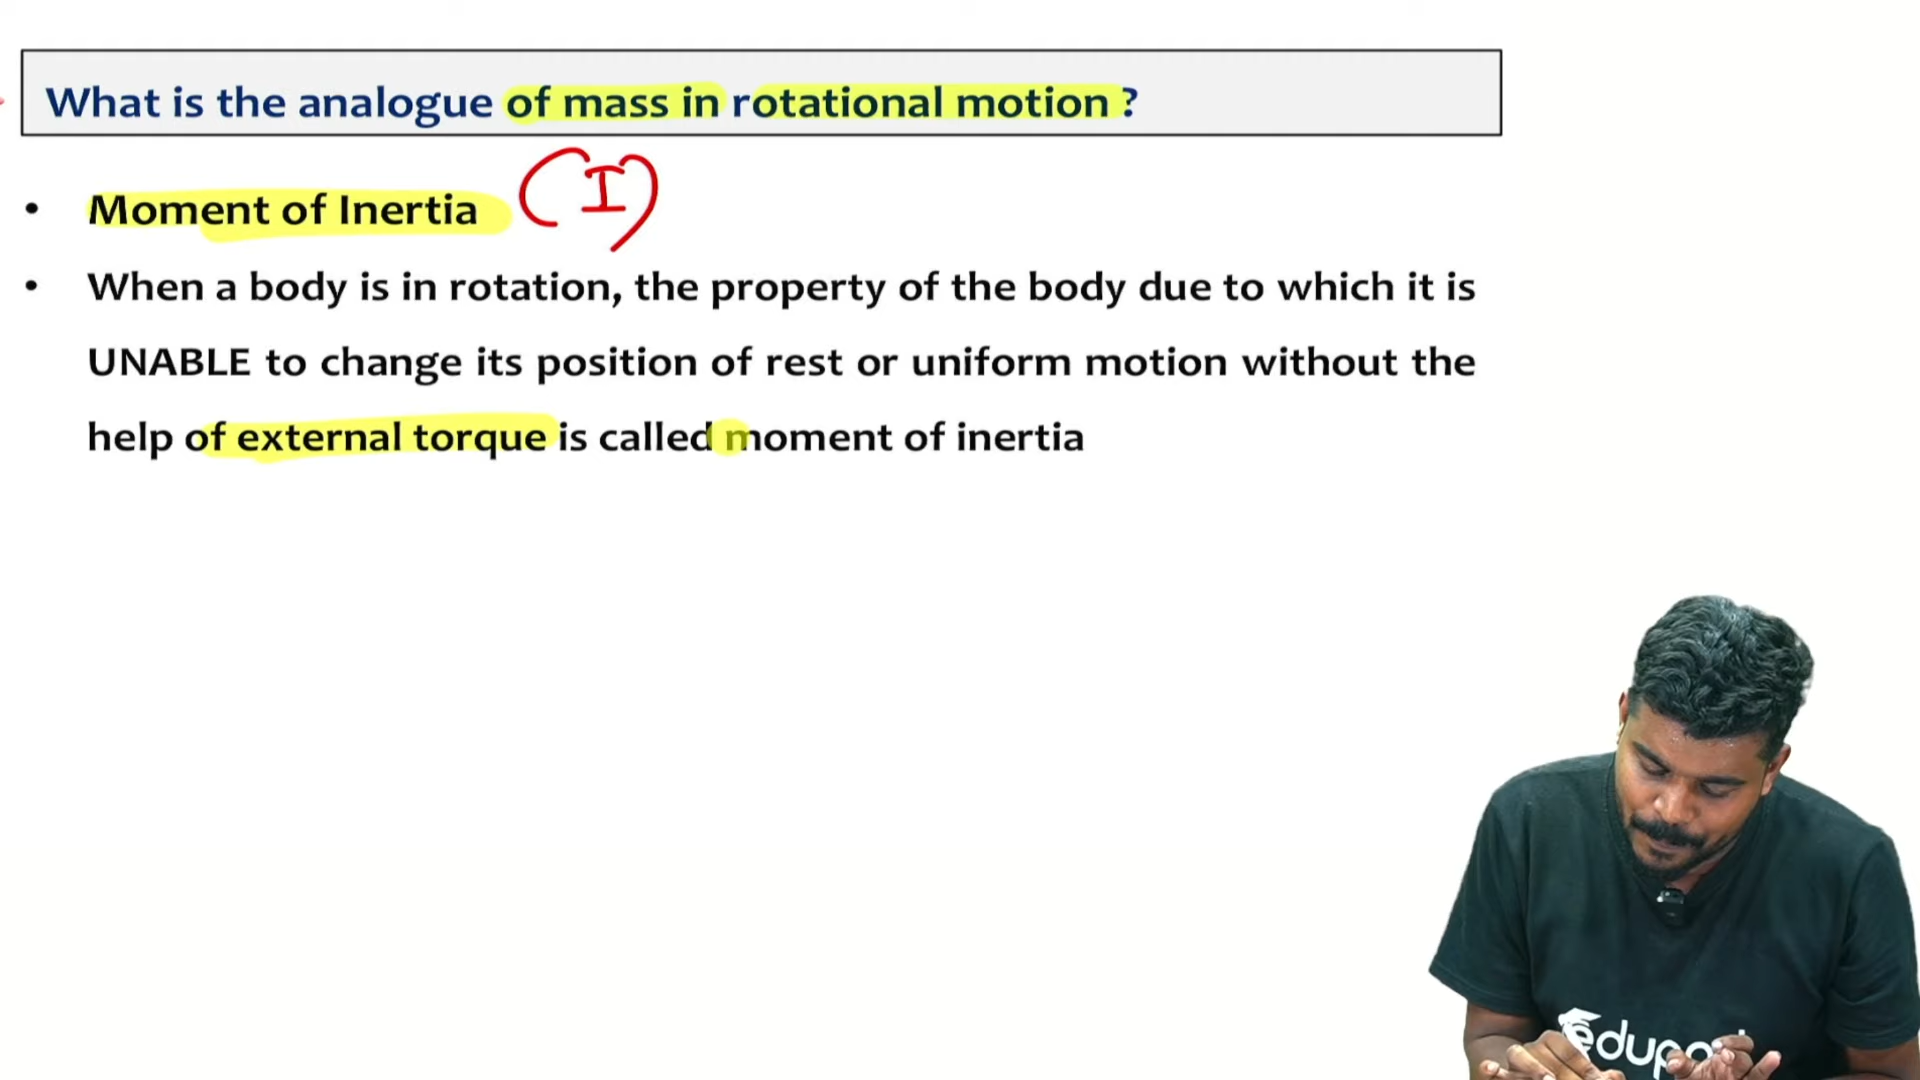 What is the analogue of mass in rotational motion ?
• Moment of Inertia (I)
• When a body is in rotation, the property of the body due to which it is
UNABLE to change its position of rest or uniform motion without the
help of external torque is called moment of inertia